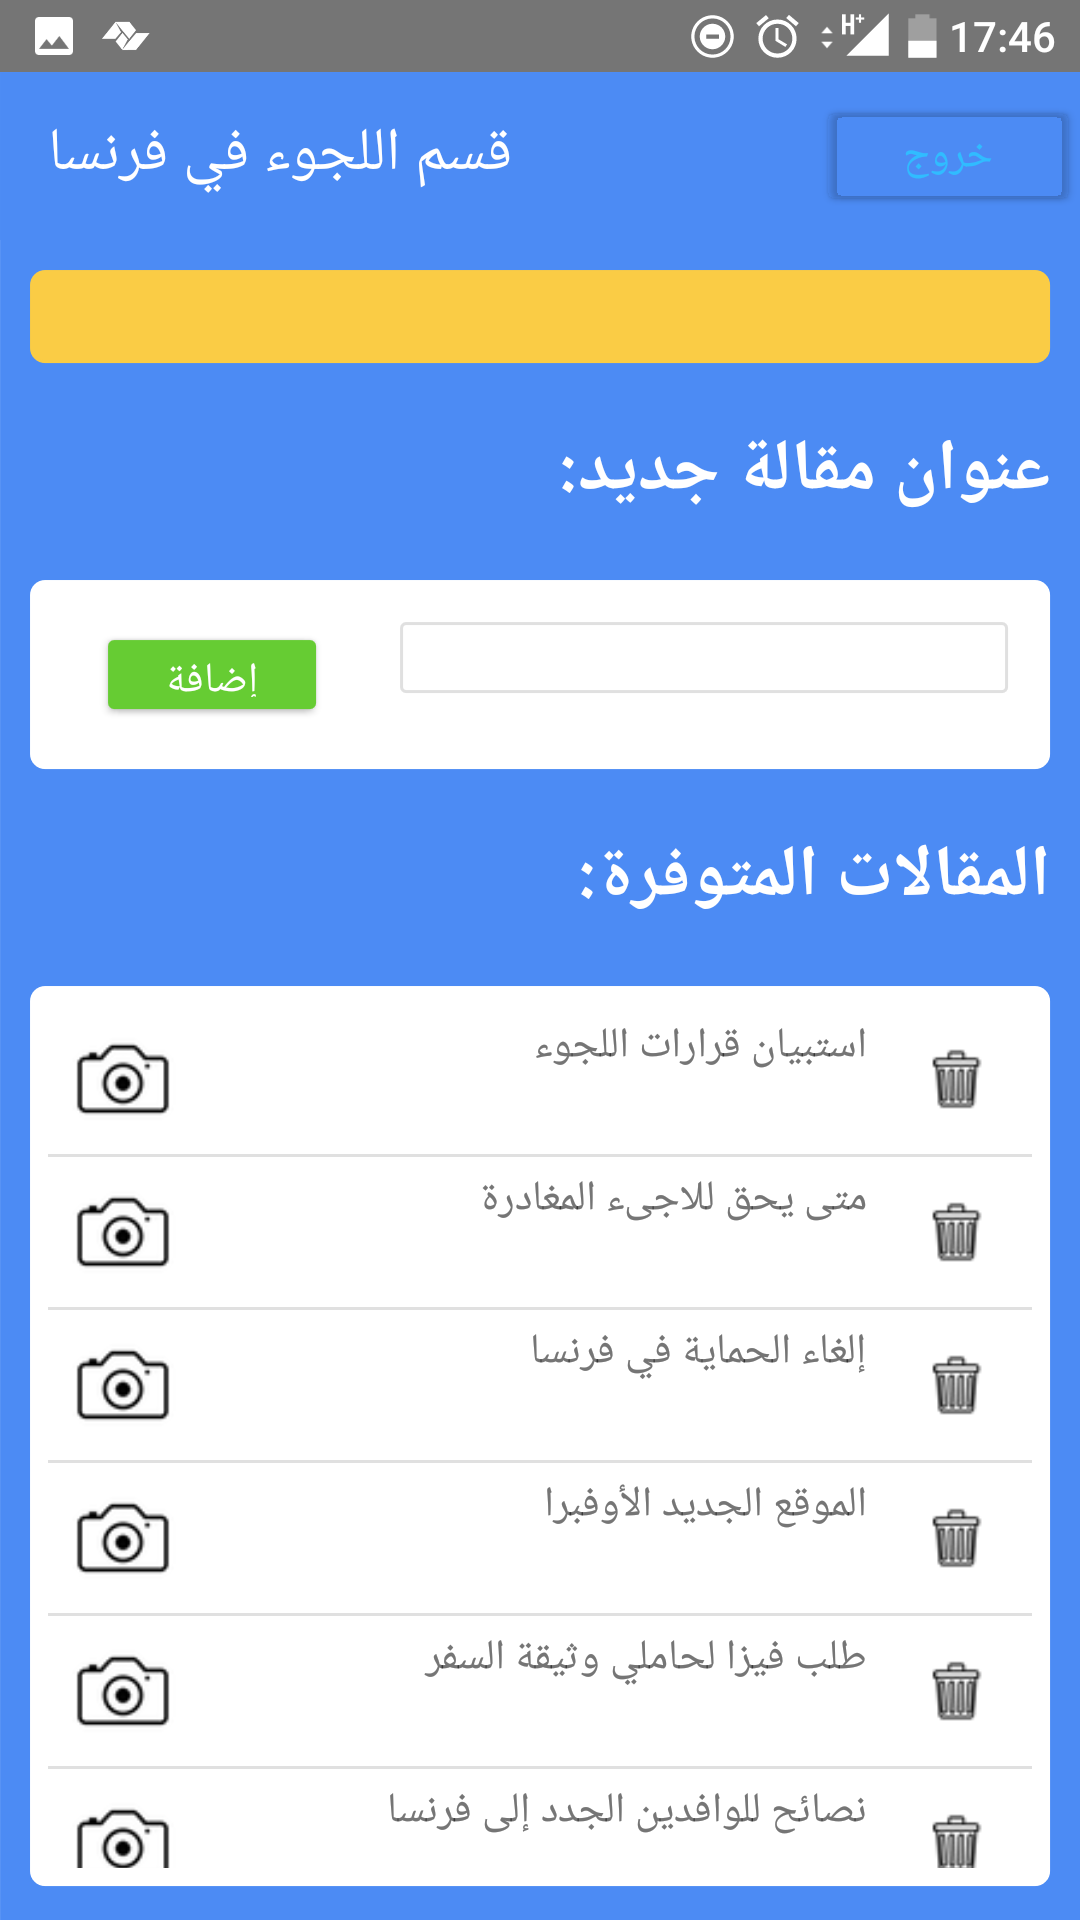 17:46
قسم اللجوء في فرنسا
خروج
عنوان مقالة جديد:
إضافة
المقالات المتوفرة:
استبيان قرارات اللجوء
متى يحق للاجىء المغادرة
إلغاء الحماية في فرنسا
الموقع الجديد الأوفبرا
طلب فيزا لحاملي وثيقة السفر
نصائح للوافدين الجدد إلى فرنسا